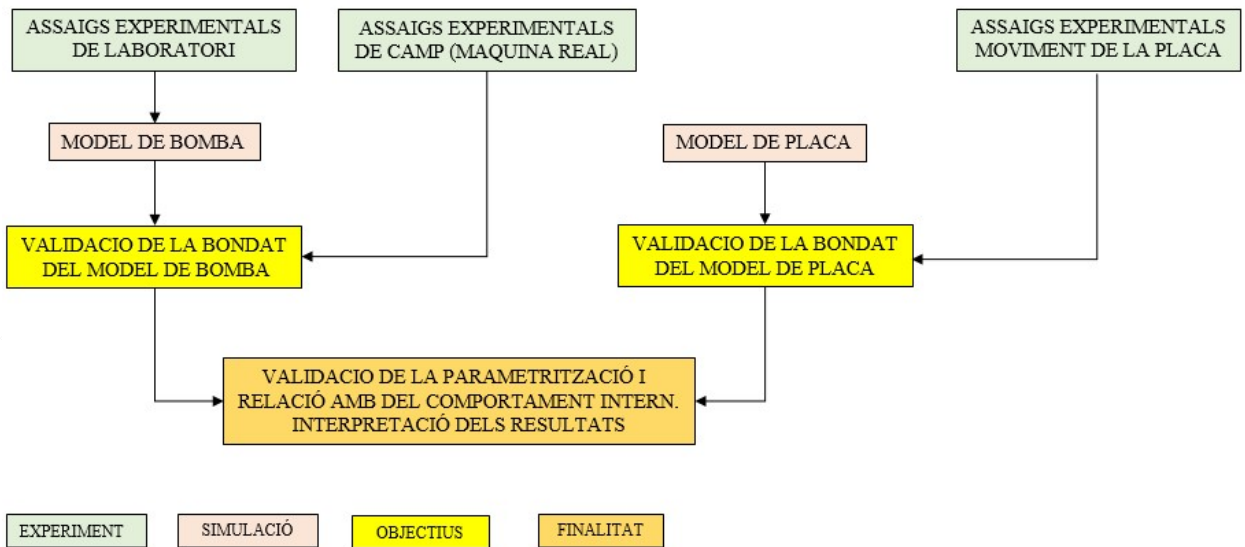 ASSAIGS EXPERIMENTALS
DE LABORATORI
ASSAIGS EXPERIMENTALS
DE CAMP (MAQUINA REAL)
ASSAIGS EXPERIMENTALS
MOVIMENT DE LA PLACA
MODEL DE BOMBA
MODEL DE PLACA
VALIDACIO DE LA BONDAT
DEL MODEL DE BOMBA
VALIDACIO DE LA BONDAT
DEL MODEL DE PLACA
VALIDACIO DE LA PARAMETRITZACIÓ I
RELACIÓ AMB DEL COMPORTAMENT INTERN.
INTERPRETACIÓ DELS RESULTATS
EXPERIMENT
SIMULACIÓ
OBJECTIUS
FINALITAT